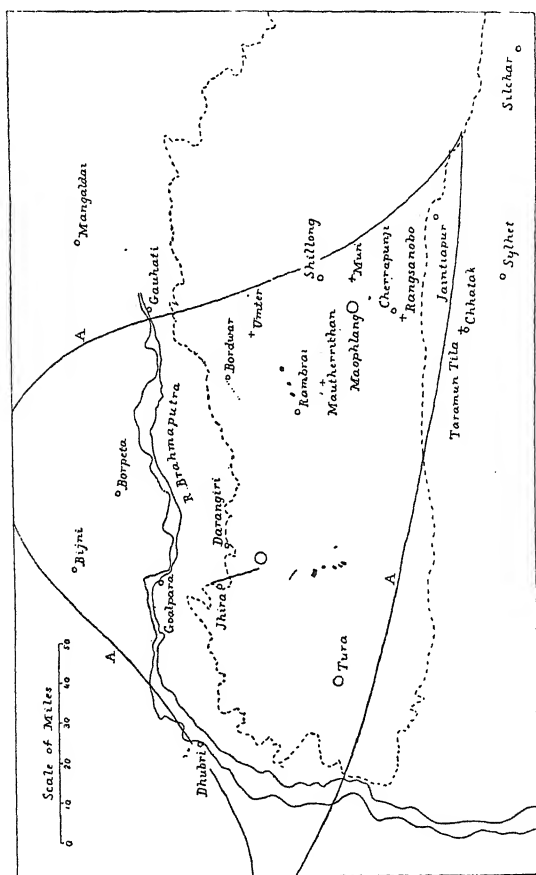 Scale of Miles
0 10 20 30 40 50
A
A
A
Bijni
Borpeta
Mangaldai
Gauhati
R. Brahmaputra
Goalpara
Dhubri
Jhira
Darangiri
Bordwar
Umter
Shillong
Rambrai
Mautherrithan
Maophlang
Mun
Cherrapunji
Rangsanobo
Tura
Jaintiapur
Taramun Tila
Chhatak
Sylhet
Silchar